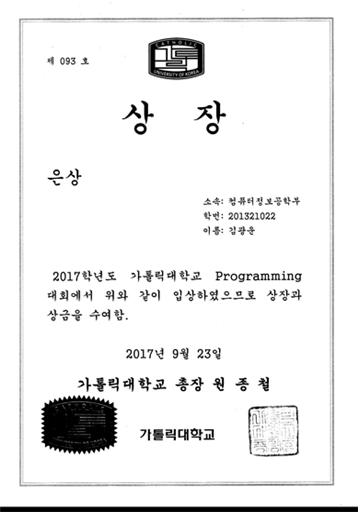 제 093 호
CATHOLIC
UNIVERSITY OF KOREA
상 장
은상
소속: 컴퓨터정보공학부
학번: 201321022
이름: 김광운
2017학년도 가톨릭대학교 Programming
대회에서 위와 같이 입상하였으므로 상장과
상금을 수여함.
2017년 9월 23일
가톨릭대학교 총장 원 종 철
가톨릭대학교